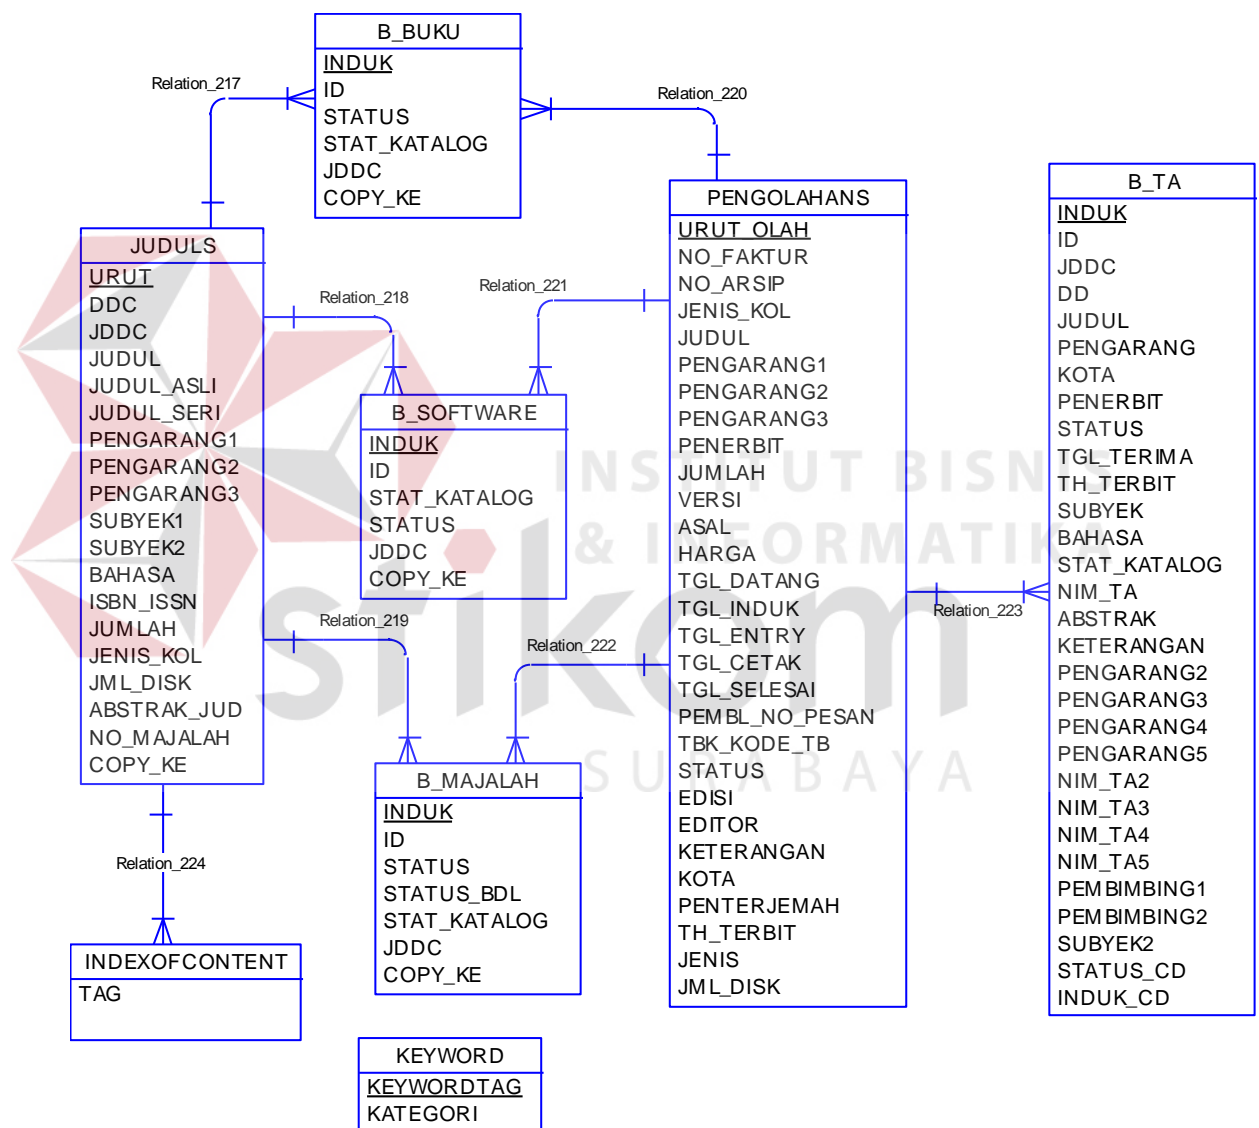 B_BUKU
INDUK
ID
STATUS
STAT_KATALOG
JDDC
COPY_KE
Relation_217
Relation_220
JUDULS
URUT
DDC
JDDC
JUDUL
JUDUL_ASLI
JUDUL_SERI
PENGARANG1
PENGARANG2
PENGARANG3
SUBYEK1
SUBYEK2
BAHASA
ISBN_ISSN
JUMLAH
JENIS_KOL
JML_DISK
ABSTRAK_JUD
NO_MAJALAH
COPY_KE
Relation_218
Relation_221
B_SOFTWARE
INDUK
ID
STAT_KATALOG
STATUS
JDDC
COPY_KE
Relation_219
Relation_222
B_MAJALAH
INDUK
ID
STATUS
STATUS_BDL
STAT_KATALOG
JDDC
COPY_KE
PENGOLAHANS
URUT_OLAH
NO_FAKTUR
NO_ARSIP
JENIS_KOL
JUDUL
PENGARANG1
PENGARANG2
PENGARANG3
PENERBIT
JUMLAH
VERSI
ASAL
HARGA
TGL_DATANG
TGL_INDUK
TGL_ENTRY
TGL_CETAK
TGL_SELESAI
PEMBL_NO_PESAN
TBK_KODE_TB
STATUS
EDISI
EDITOR
KETERANGAN
KOTA
PENTERJEMAH
TH_TERBIT
JENIS
JML_DISK
Relation_223
B_TA
INDUK
ID
JDDC
DD
JUDUL
PENGARANG
KOTA
PENERBIT
STATUS
TGL_TERIMA
TH_TERBIT
SUBYEK
BAHASA
STAT_KATALOG
NIM_TA
ABSTRAK
KETERANGAN
PENGARANG2
PENGARANG3
PENGARANG4
PENGARANG5
NIM_TA2
NIM_TA3
NIM_TA4
NIM_TA5
PEMBIMBING1
PEMBIMBING2
SUBYEK2
STATUS_CD
INDUK_CD
Relation_224
INDEXOFCONTENT
TAG
KEYWORD
KEYWORDTAG
KATEGORI
INSTITUT BISNIS
& INFORMATIKA
stikom
SURABAYA